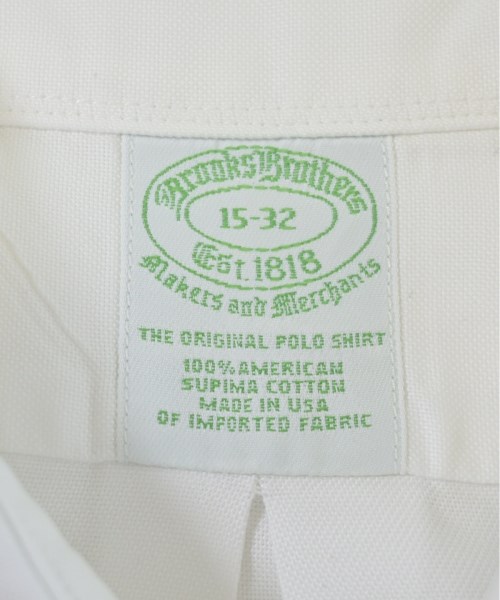 Brooks Brothers
15-32
Est. 1818
Makers and Merchants
THE ORIGINAL POLO SHIRT
100% AMERICAN
SUPIMA COTTON
MADE IN USA
OF IMPORTED FABRIC